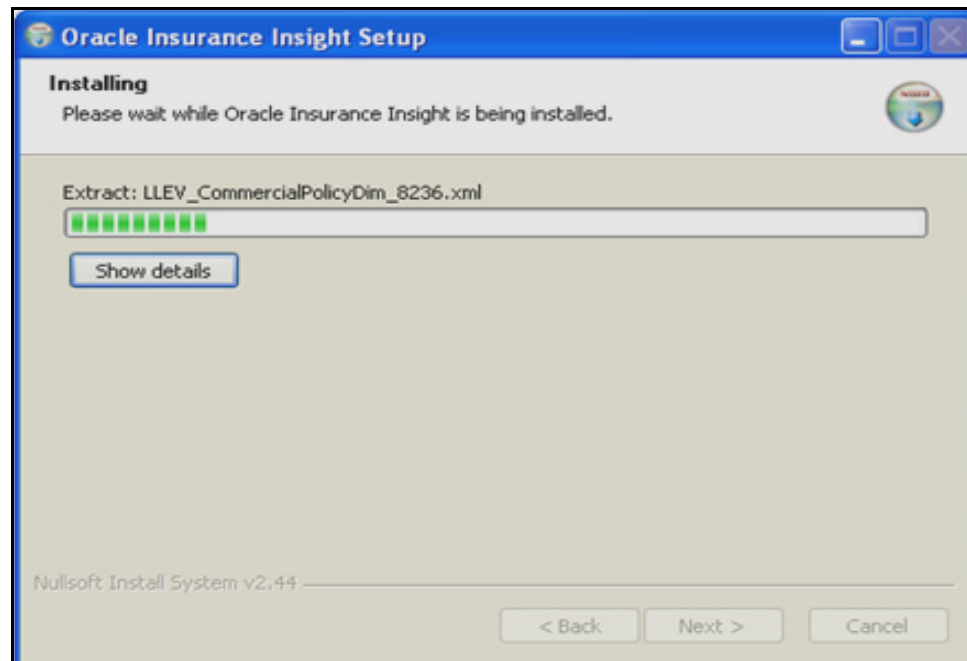 Oracle Insurance Insight Setup
Installing
Please wait while Oracle Insurance Insight is being installed.
Extract: LLEV_CommercialPolicyDim_8236.xml
Show details
Nullsoft Install System v2.44
< Back Next > Cancel